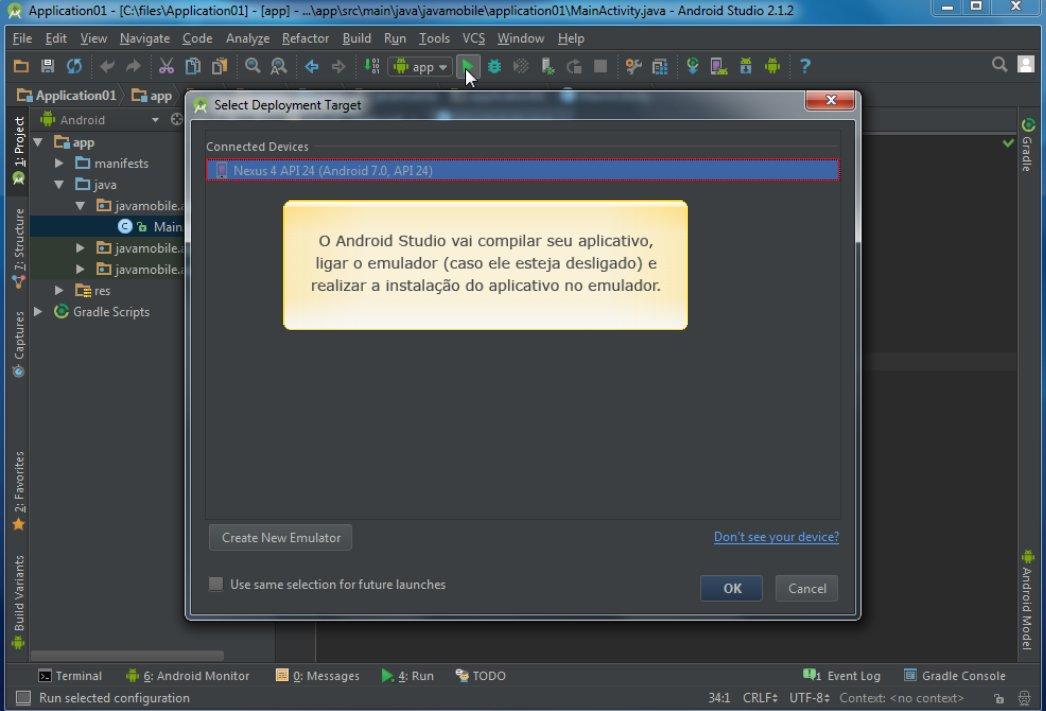 Application01 - [C:\files\Application01] - [app] - ...\app\src\main\java\javamobile\application01\MainActivity.java - Android Studio 2.1.2
File Edit View Navigate Code Analyze Refactor Build Run Tools VCS Window Help
app
Application01 app
Select Deployment Target
1: Project
Android
app
manifests
java
javamobile.a
Main
javamobile.a
javamobile.a
res
Gradle Scripts
7: Structure
Captures
2: Favorites
Build Variants
Connected Devices
Nexus 4 API 24 (Android 7.0, API 24)
O Android Studio vai compilar seu aplicativo,
ligar o emulador (caso ele esteja desligado) e
realizar a instalação do aplicativo no emulador.
Create New Emulator
Don't see your device?
Use same selection for future launches
OK
Cancel
Gradle
Android Model
Terminal 6: Android Monitor 0: Messages 4: Run TODO 1 Event Log Gradle Console
Run selected configuration 34:1 CRLF UTF-8 Context: <no context>